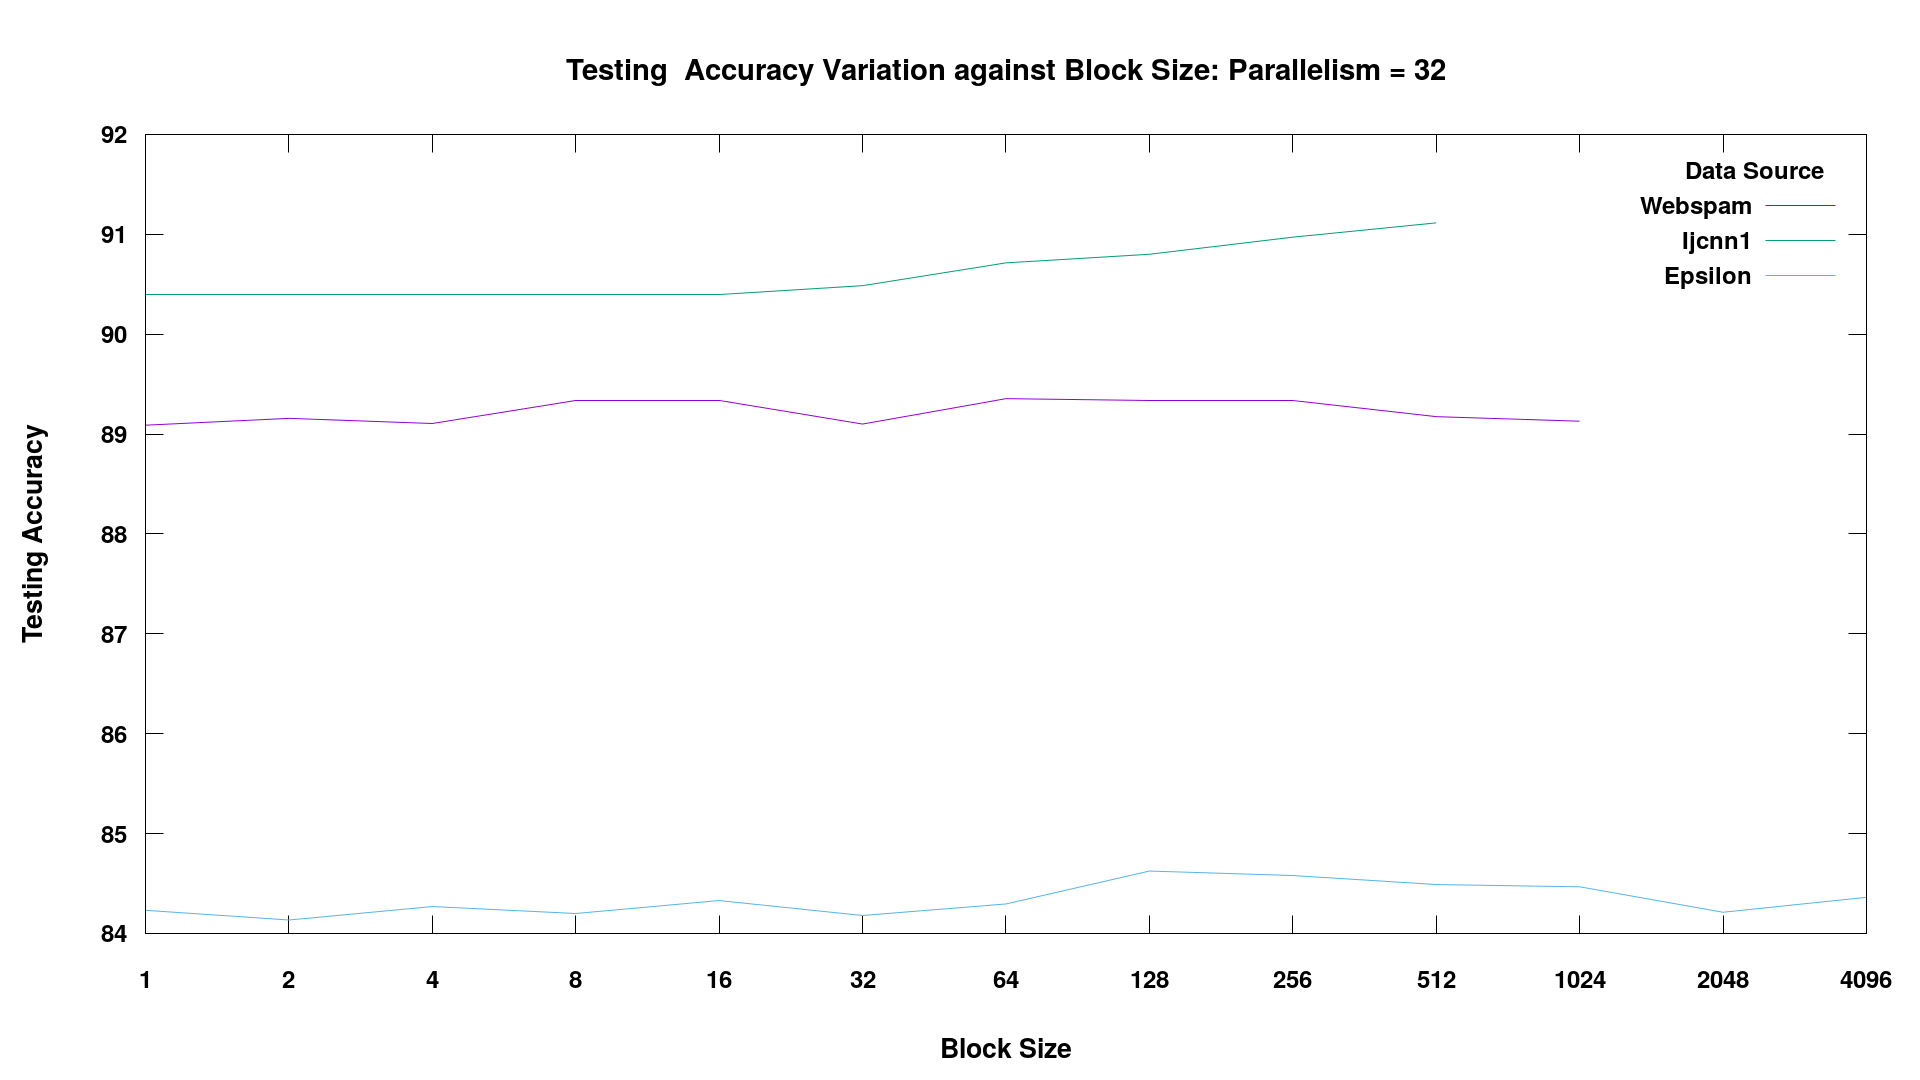 Testing  Accuracy Variation against Block Size: Parallelism = 32
92
91
90
89
88
87
86
85
84
Testing Accuracy
Data Source
Webspam
Ijcnn1
Epsilon
1 2 4 8 16 32 64 128 256 512 1024 2048 4096
Block Size